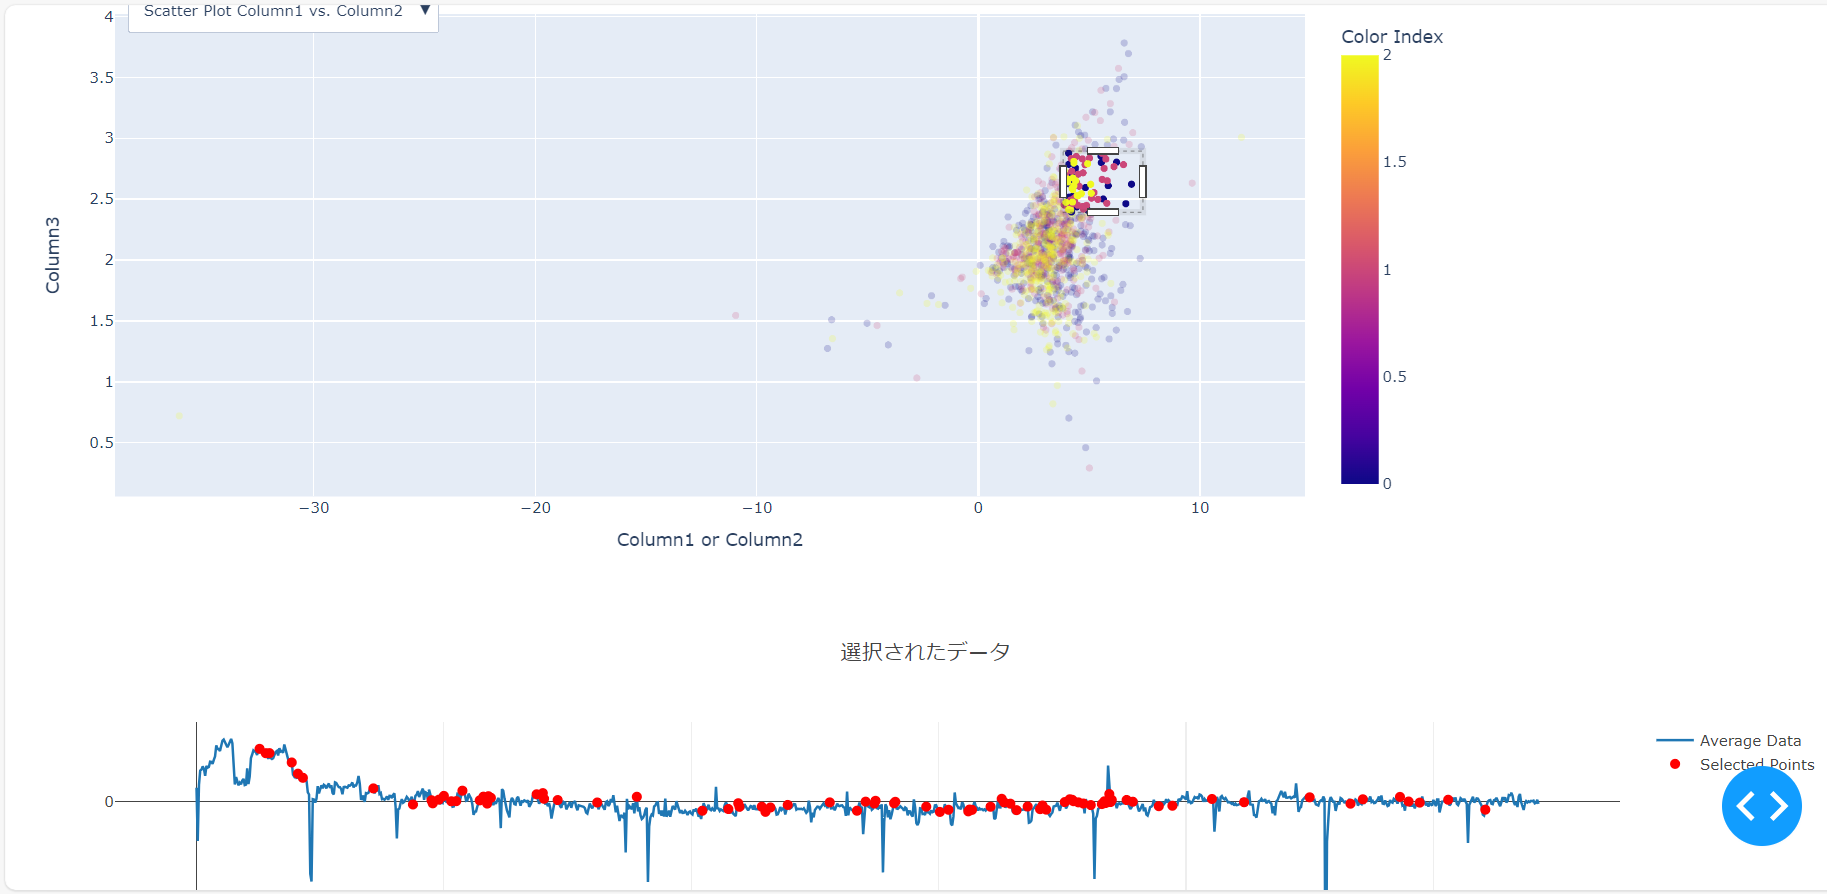 Scatter Plot Column1 vs. Column2 ▼
Color Index
4
3.5
3
2.5
2
1.5
1
0.5
Column3
−30
−20
−10
0
10
Column1 or Column2
2
1.5
1
0.5
0
選択されたデータ
0
Average Data
Selected Points